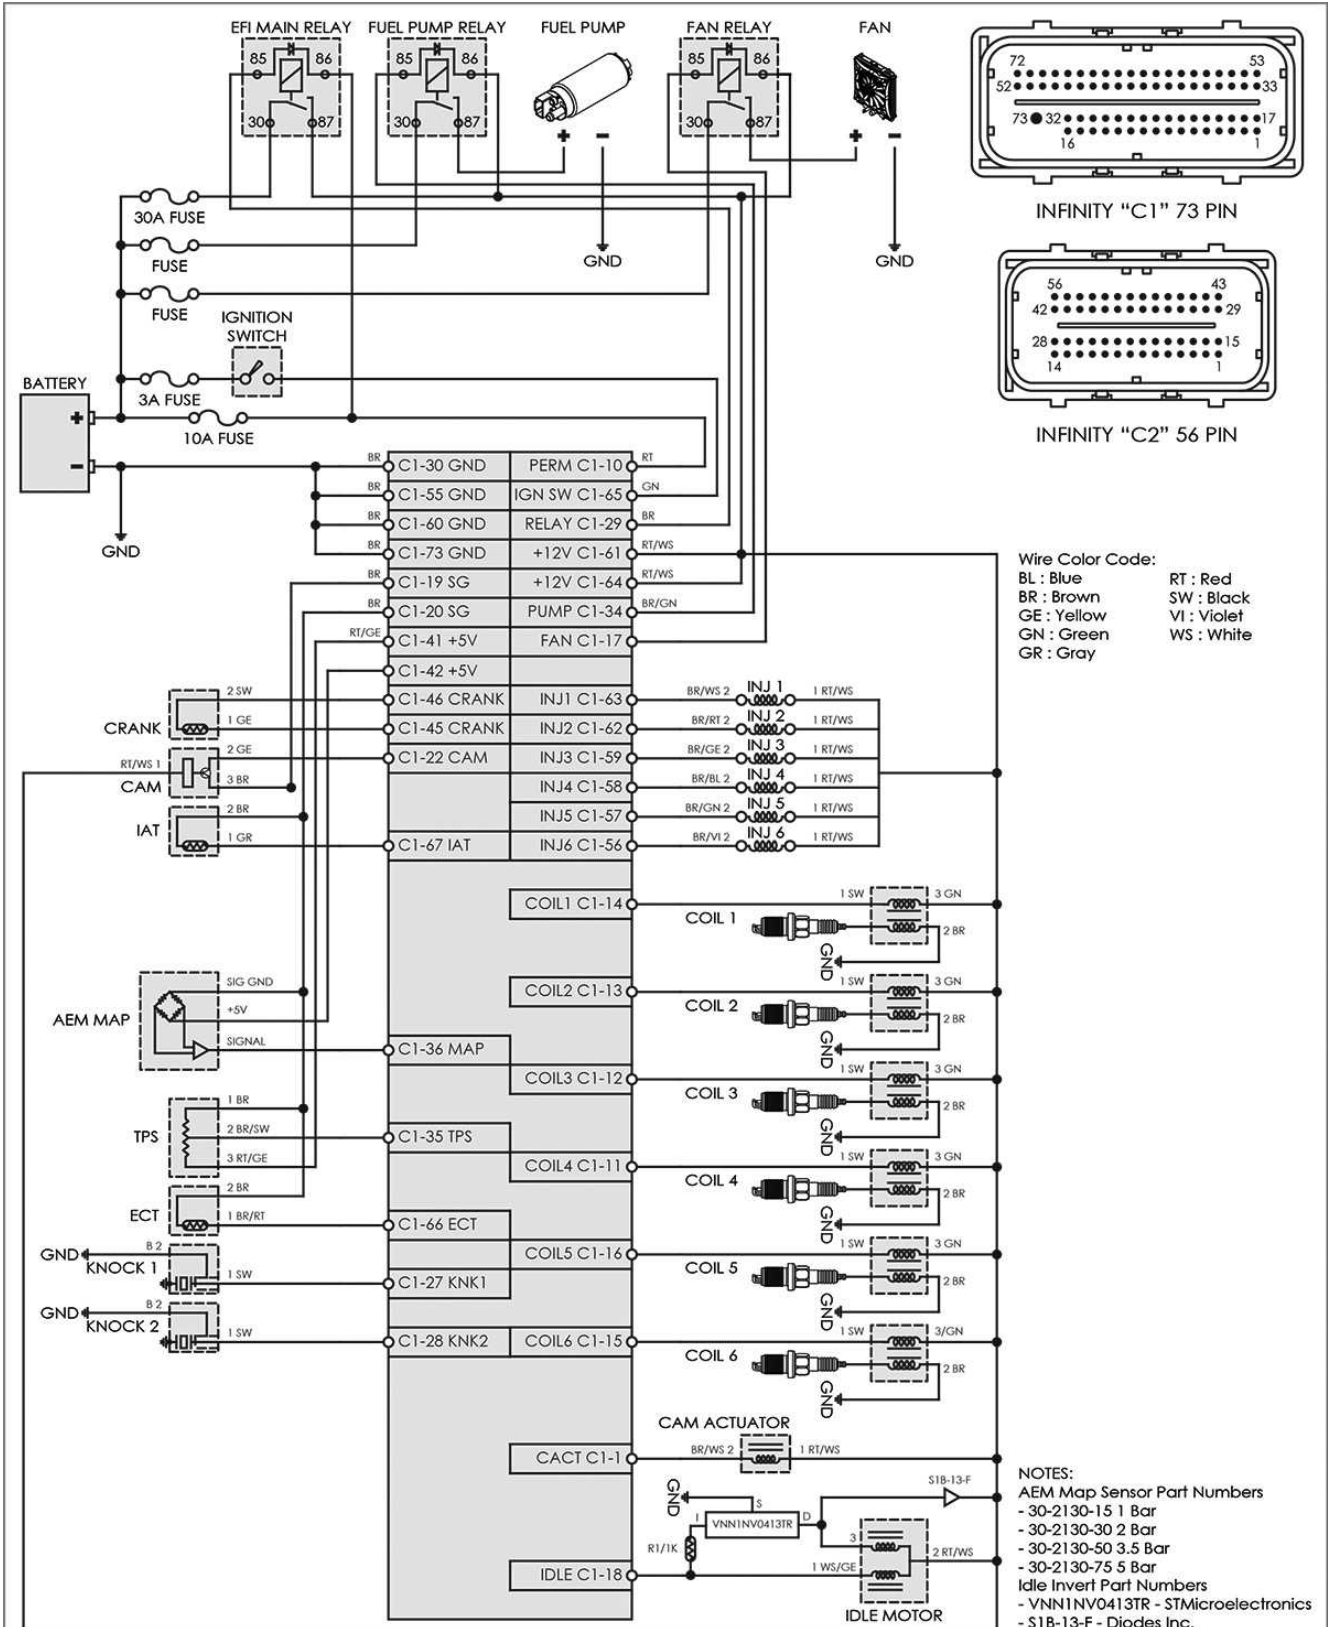 EFI MAIN RELAY
FUEL PUMP RELAY
FUEL PUMP
FAN RELAY
FAN
85 86
30 87
85 86
30 87
85 86
30 87
+ −
+ −
72 53
52 33
73 32 17
16 1
INFINITY “C1” 73 PIN
30A FUSE
FUSE
FUSE
GND
GND
56 43
42 29
28 15
14 1
INFINITY “C2” 56 PIN
IGNITION
SWITCH
BATTERY
+
−
3A FUSE
10A FUSE
GND
BR C1-30 GND PERM C1-10 RT
BR C1-55 GND IGN SW C1-65 GN
BR C1-60 GND RELAY C1-29 BR
BR C1-73 GND +12V C1-61 RT/WS
BR C1-19 SG +12V C1-64 RT/WS
BR C1-20 SG PUMP C1-34 BR/GN
RT/GE C1-41 +5V FAN C1-17
C1-42 +5V
C1-46 CRANK INJ1 C1-63 BR/WS 2 INJ 1 1 RT/WS
C1-45 CRANK INJ2 C1-62 BR/RT 2 INJ 2 1 RT/WS
C1-22 CAM INJ3 C1-59 BR/GE 2 INJ 3 1 RT/WS
INJ4 C1-58 BR/BL 2 INJ 4 1 RT/WS
INJ5 C1-57 BR/GN 2 INJ 5 1 RT/WS
C1-67 IAT INJ6 C1-56 BR/VI 2 INJ 6 1 RT/WS
Wire Color Code:
BL : Blue RT : Red
BR : Brown SW : Black
GE : Yellow VI : Violet
GN : Green WS : White
GR : Gray
CRANK
2 SW
1 GE
CAM
RT/WS 1
2 GE
3 BR
IAT
2 BR
1 GR
COIL1 C1-14
COIL 1
1 SW 3 GN
2 BR
GND
COIL2 C1-13
COIL 2
1 SW 3 GN
2 BR
GND
AEM MAP
SIG GND
+5V
SIGNAL
C1-36 MAP
COIL3 C1-12
COIL 3
1 SW 3 GN
2 BR
GND
TPS
1 BR
2 BR/SW
3 RT/GE
C1-35 TPS
COIL4 C1-11
COIL 4
1 SW 3 GN
2 BR
GND
ECT
2 BR
1 BR/RT
C1-66 ECT
COIL5 C1-16
COIL 5
1 SW 3 GN
2 BR
GND
GND
B 2
KNOCK 1
1 SW
C1-27 KNK1
GND
B 2
KNOCK 2
1 SW
C1-28 KNK2
COIL6 C1-15
COIL 6
1 SW 3/GN
2 BR
GND
CAM ACTUATOR
CACT C1-1
BR/WS 2 1 RT/WS
GND
S
I VNN1NV0413TR D
S1B-13-F
R1/1K
3
2 RT/WS
1 WS/GE
IDLE C1-18
IDLE MOTOR
NOTES:
AEM Map Sensor Part Numbers
- 30-2130-15 1 Bar
- 30-2130-30 2 Bar
- 30-2130-50 3.5 Bar
- 30-2130-75 5 Bar
Idle Invert Part Numbers
- VNN1NV0413TR - STMicroelectronics
- S1B-13-F - Diodes Inc.